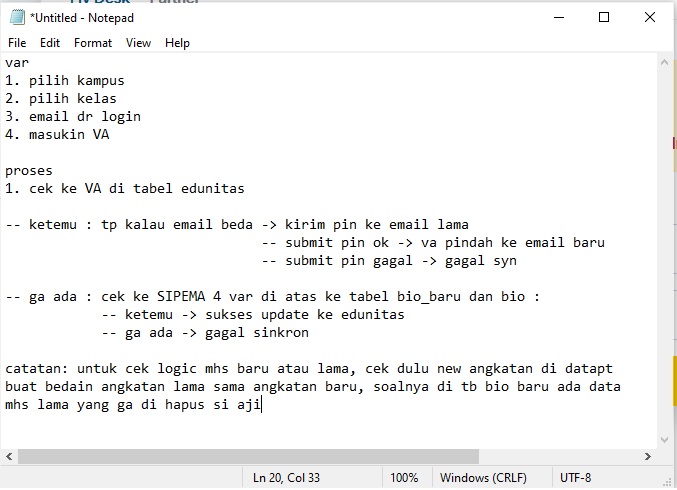 *Untitled - Notepad
File Edit Format View Help
var
1. pilih kampus
2. pilih kelas
3. email dr login
4. masukin VA
proses
1. cek ke VA di tabel edunitas
-- ketemu : tp kalau email beda -> kirim pin ke email lama
-- submit pin ok -> va pindah ke email baru
-- submit pin gagal -> gagal syn
-- ga ada : cek ke SIPEMA 4 var di atas ke tabel bio_baru dan bio :
-- ketemu -> sukses update ke edunitas
-- ga ada -> gagal sinkron
catatan: untuk cek logic mhs baru atau lama, cek dulu new angkatan di datapt
buat bedain angkatan lama sama angkatan baru, soalnya di tb bio baru ada data
mhs lama yang ga di hapus si aji
Ln 20, Col 33 100% Windows (CRLF) UTF-8